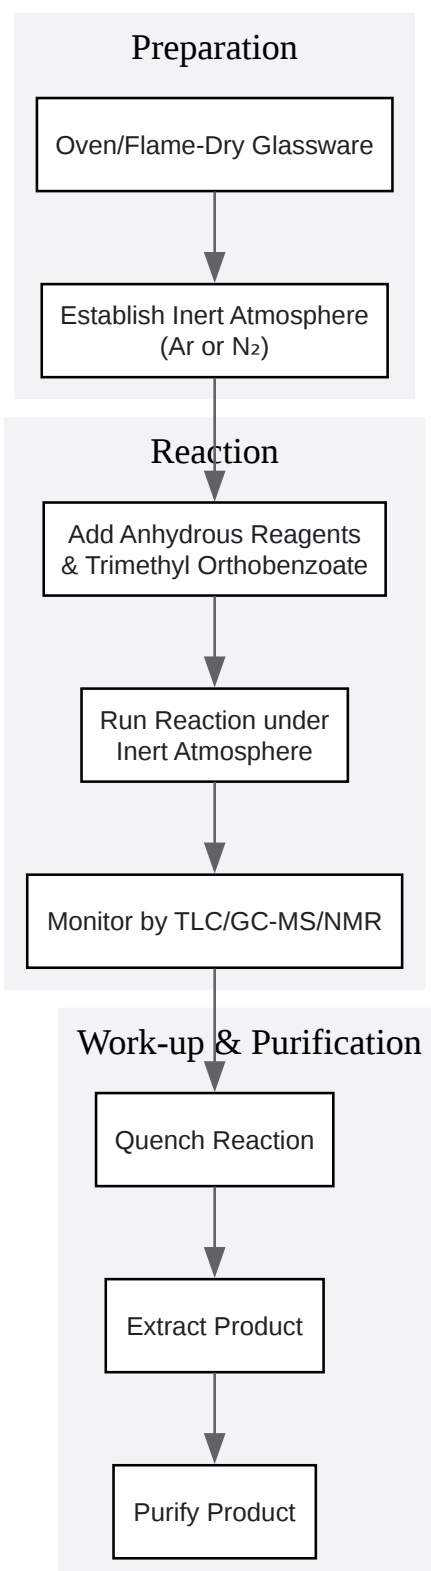 Preparation
Oven/Flame-Dry Glassware
Establish Inert Atmosphere
(Ar or N₂)
Reaction
Add Anhydrous Reagents
& Trimethyl Orthobenzoate
Run Reaction under
Inert Atmosphere
Monitor by TLC/GC-MS/NMR
Work-up & Purification
Quench Reaction
Extract Product
Purify Product